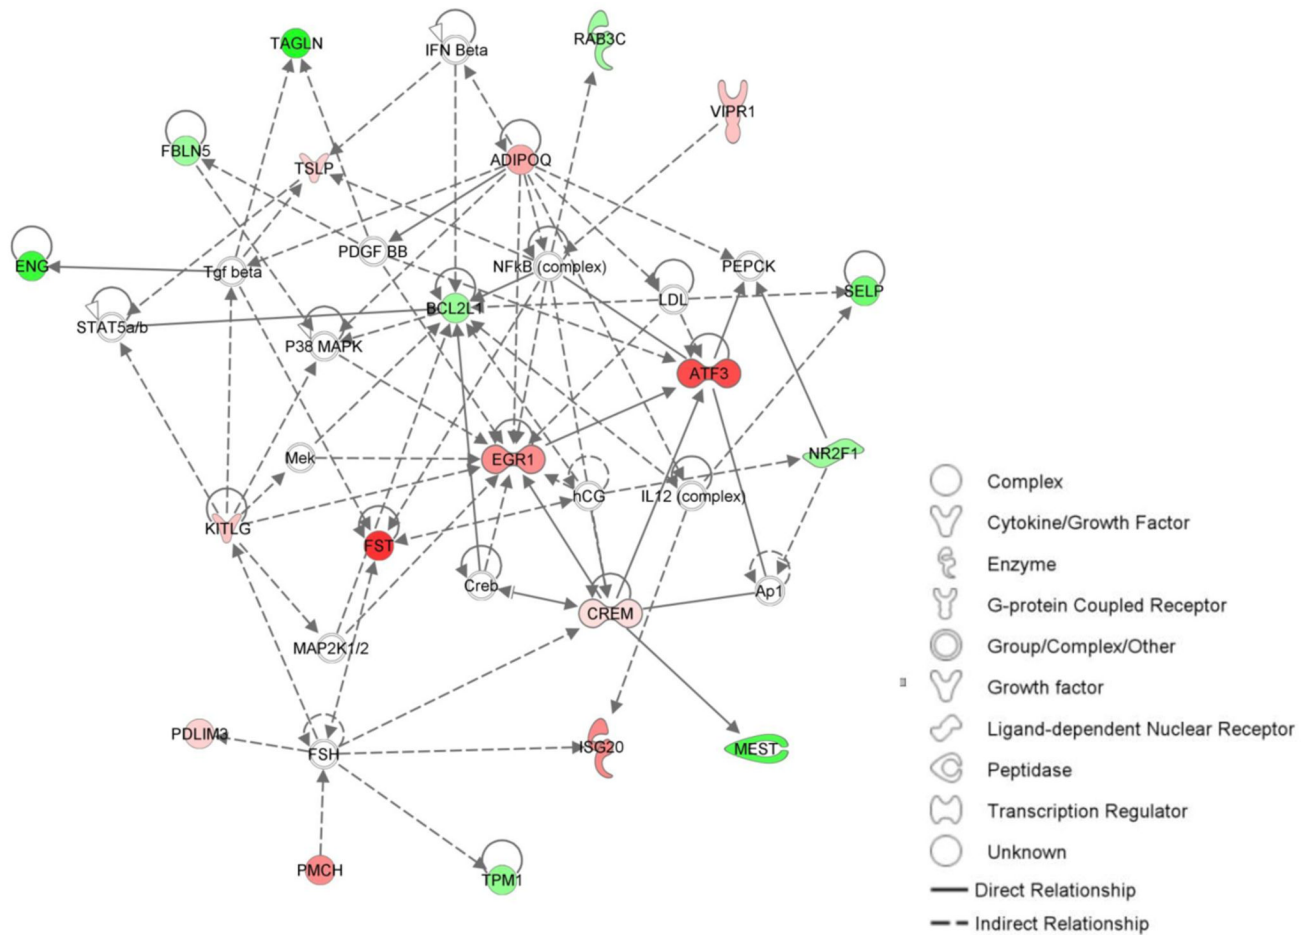 TAGLN
IFN Beta
RAB3C
VIPR1
FBLN5
TSLP
ADIPOQ
PDGF BB
ENG
Tgf beta
NFkB (complex)
PEPCK
SELP
LDL
BCL2L1
STAT5a/b
P38 MAPK
ATF3
Mek
EGR1
NR2F1
hCG
IL12 (complex)
KITLG
FST
Creb
CREM
Ap1
MAP2K1/2
PDLIM3
FSH
ISG20
MEST
PMCH
TPM1
Complex
Cytokine/Growth Factor
Enzyme
G-protein Coupled Receptor
Group/Complex/Other
Growth factor
Ligand-dependent Nuclear Receptor
Peptidase
Transcription Regulator
Unknown
Direct Relationship
Indirect Relationship